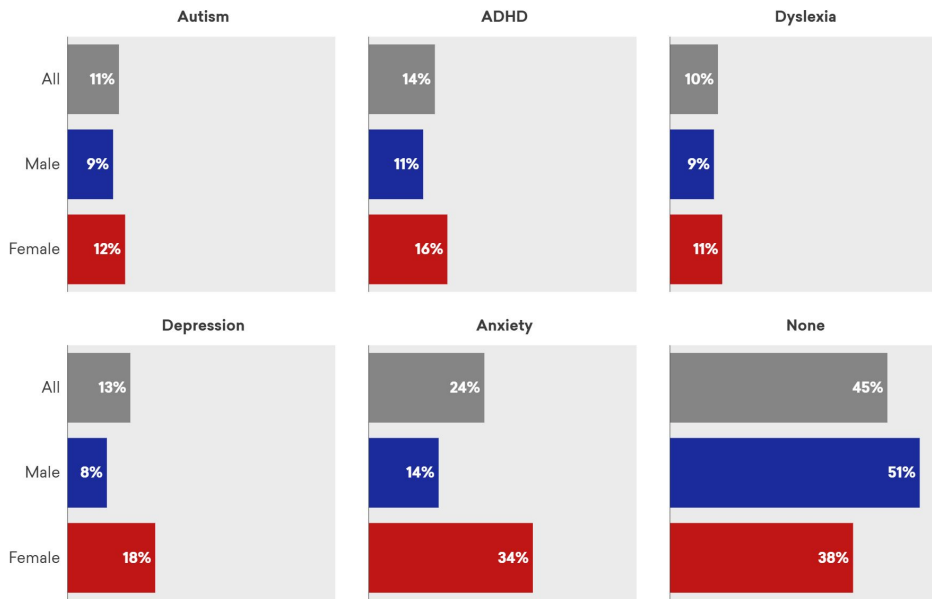 Autism ADHD Dyslexia
All 11% 14% 10%
Male 9% 11% 9%
Female 12% 16% 11%
Depression Anxiety None
All 13% 24% 45%
Male 8% 14% 51%
Female 18% 34% 38%